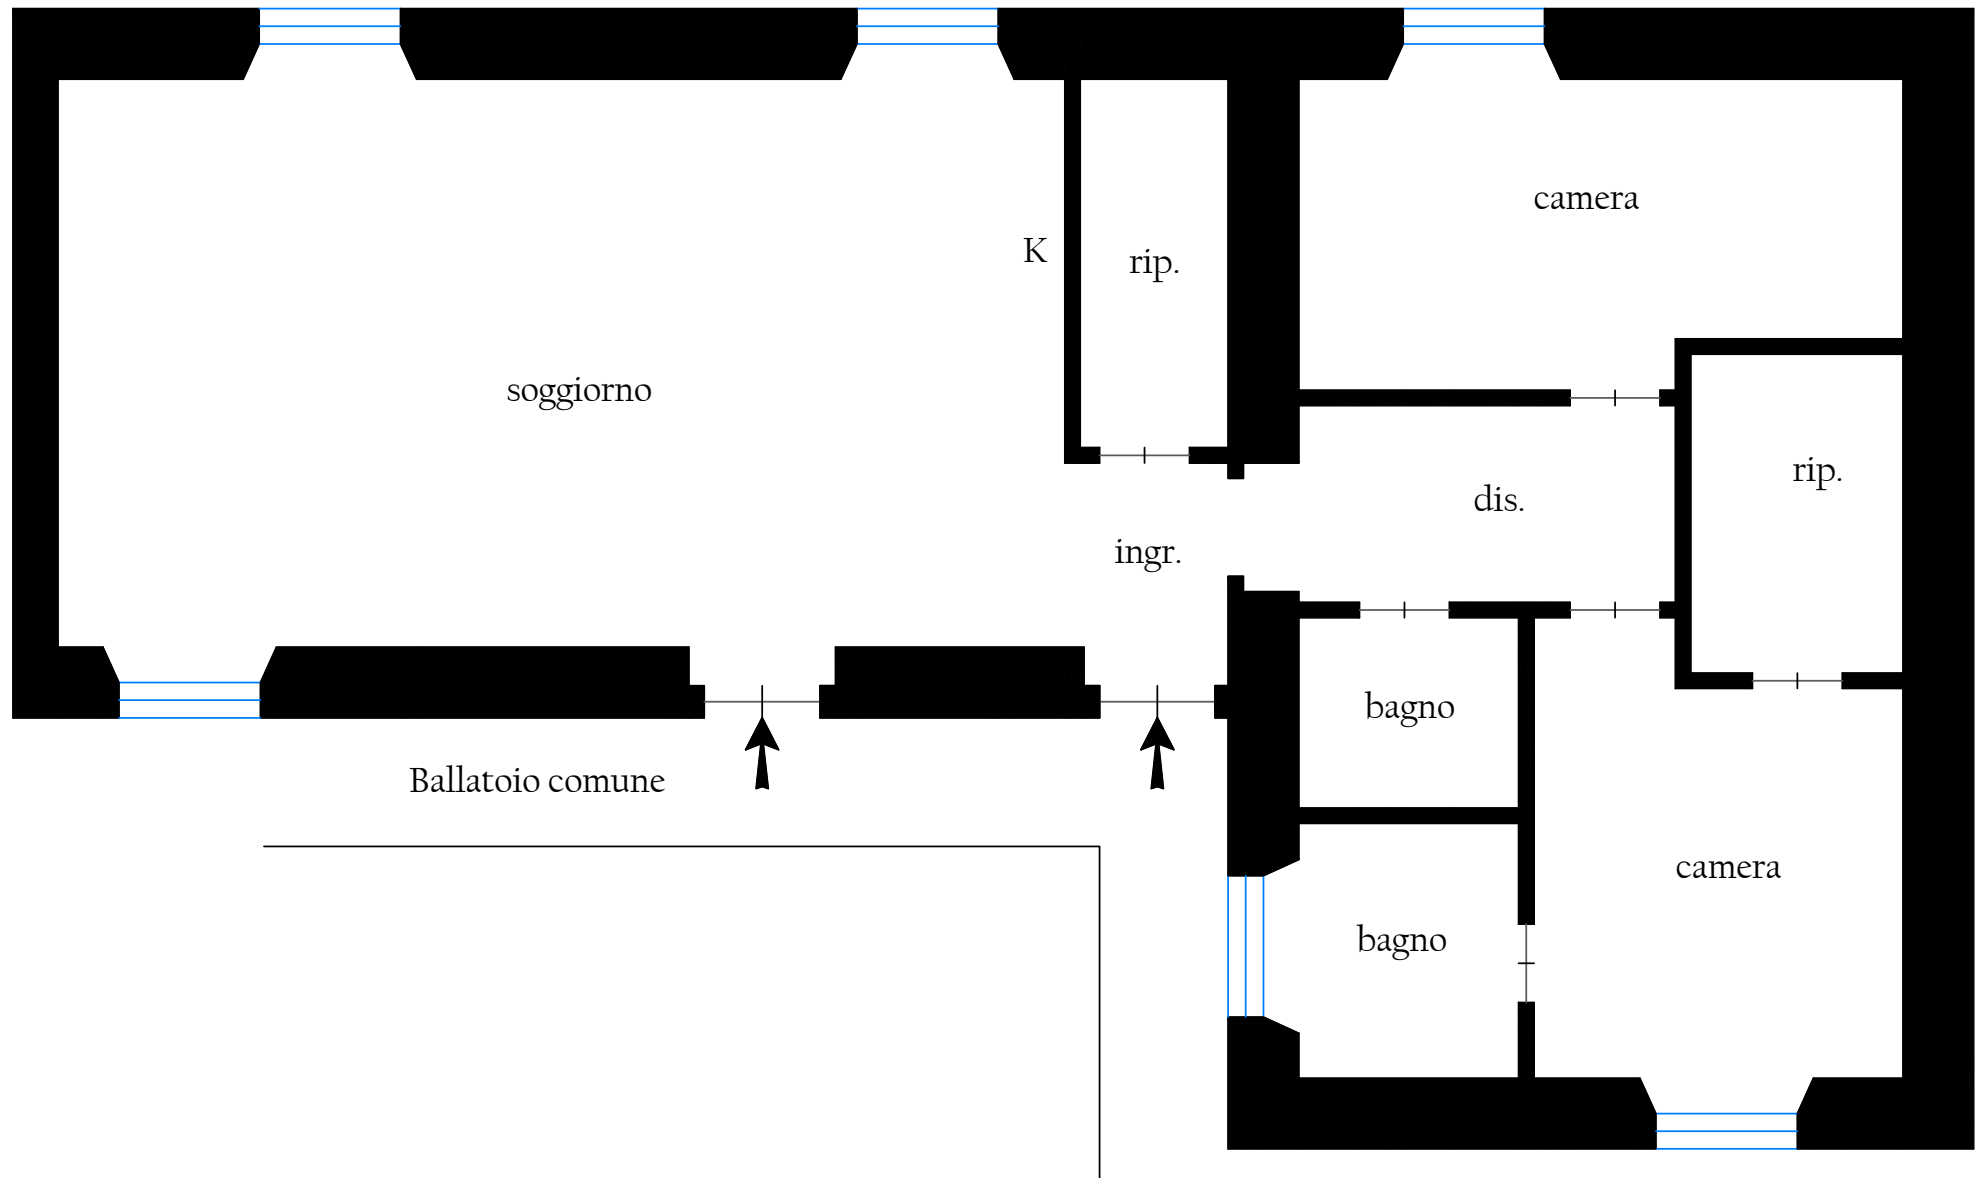 camera
K
rip.
soggiorno
rip.
dis.
ingr.
bagno
Ballatoio comune
camera
bagno